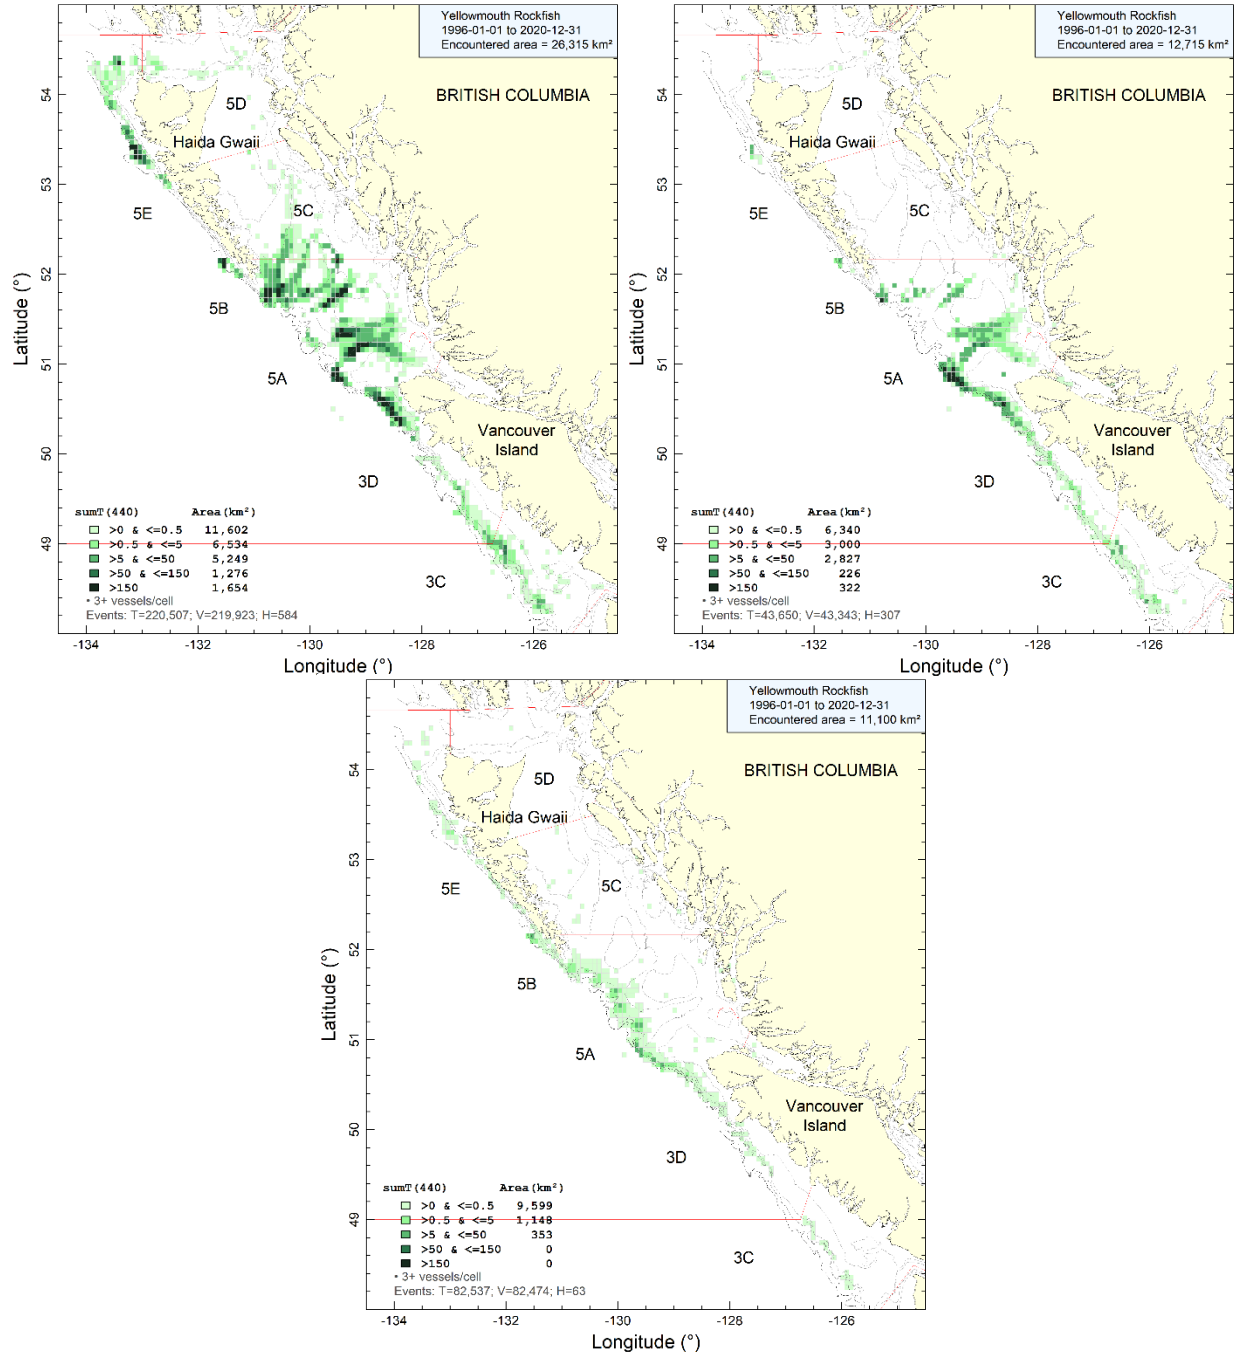 Yellowmouth Rockfish
1996-01-01 to 2020-12-31
Encountered area = 26,315 km²
BRITISH COLUMBIA
5D
Haida Gwaii
5E
5C
5B
5A
Vancouver
Island
3D
3C
sumT(440) Area(km²)
>0 & <=0.5 11,602
>0.5 & <=5 6,534
>5 & <=50 5,249
>50 & <=150 1,276
>150 1,654
• 3+ vessels/cell
Events: T=220,507; V=219,923; H=584
54
53
52
51
50
49
Latitude (°)
-134 -132 -130 -128 -126
Longitude (°)
Yellowmouth Rockfish
1996-01-01 to 2020-12-31
Encountered area = 12,715 km²
BRITISH COLUMBIA
5D
Haida Gwaii
5E
5C
5B
5A
Vancouver
Island
3D
3C
sumT(440) Area(km²)
>0 & <=0.5 6,340
>0.5 & <=5 3,000
>5 & <=50 2,827
>50 & <=150 226
>150 322
• 3+ vessels/cell
Events: T=43,650; V=43,343; H=307
54
53
52
51
50
49
Latitude (°)
-134 -132 -130 -128 -126
Longitude (°)
Yellowmouth Rockfish
1996-01-01 to 2020-12-31
Encountered area = 11,100 km²
BRITISH COLUMBIA
5D
Haida Gwaii
5E
5C
5B
5A
Vancouver
Island
3D
3C
sumT(440) Area(km²)
>0 & <=0.5 9,599
>0.5 & <=5 1,148
>5 & <=50 353
>50 & <=150 0
>150 0
• 3+ vessels/cell
Events: T=82,537; V=82,474; H=63
54
53
52
51
50
49
Latitude (°)
-134 -132 -130 -128 -126
Longitude (°)